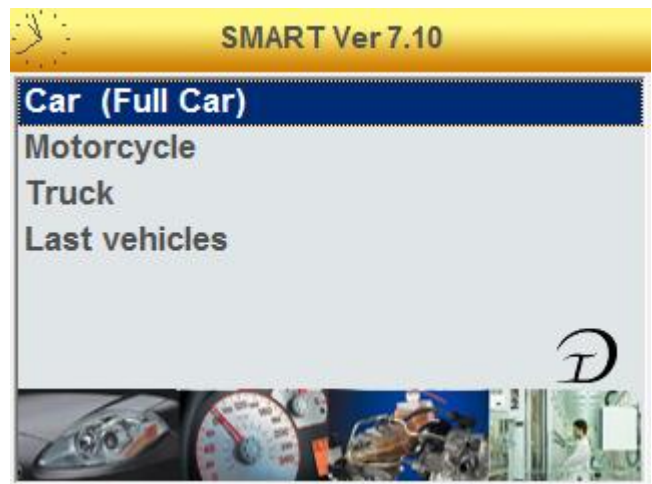 SMART Ver 7.10
Car (Full Car)
Motorcycle
Truck
Last vehicles